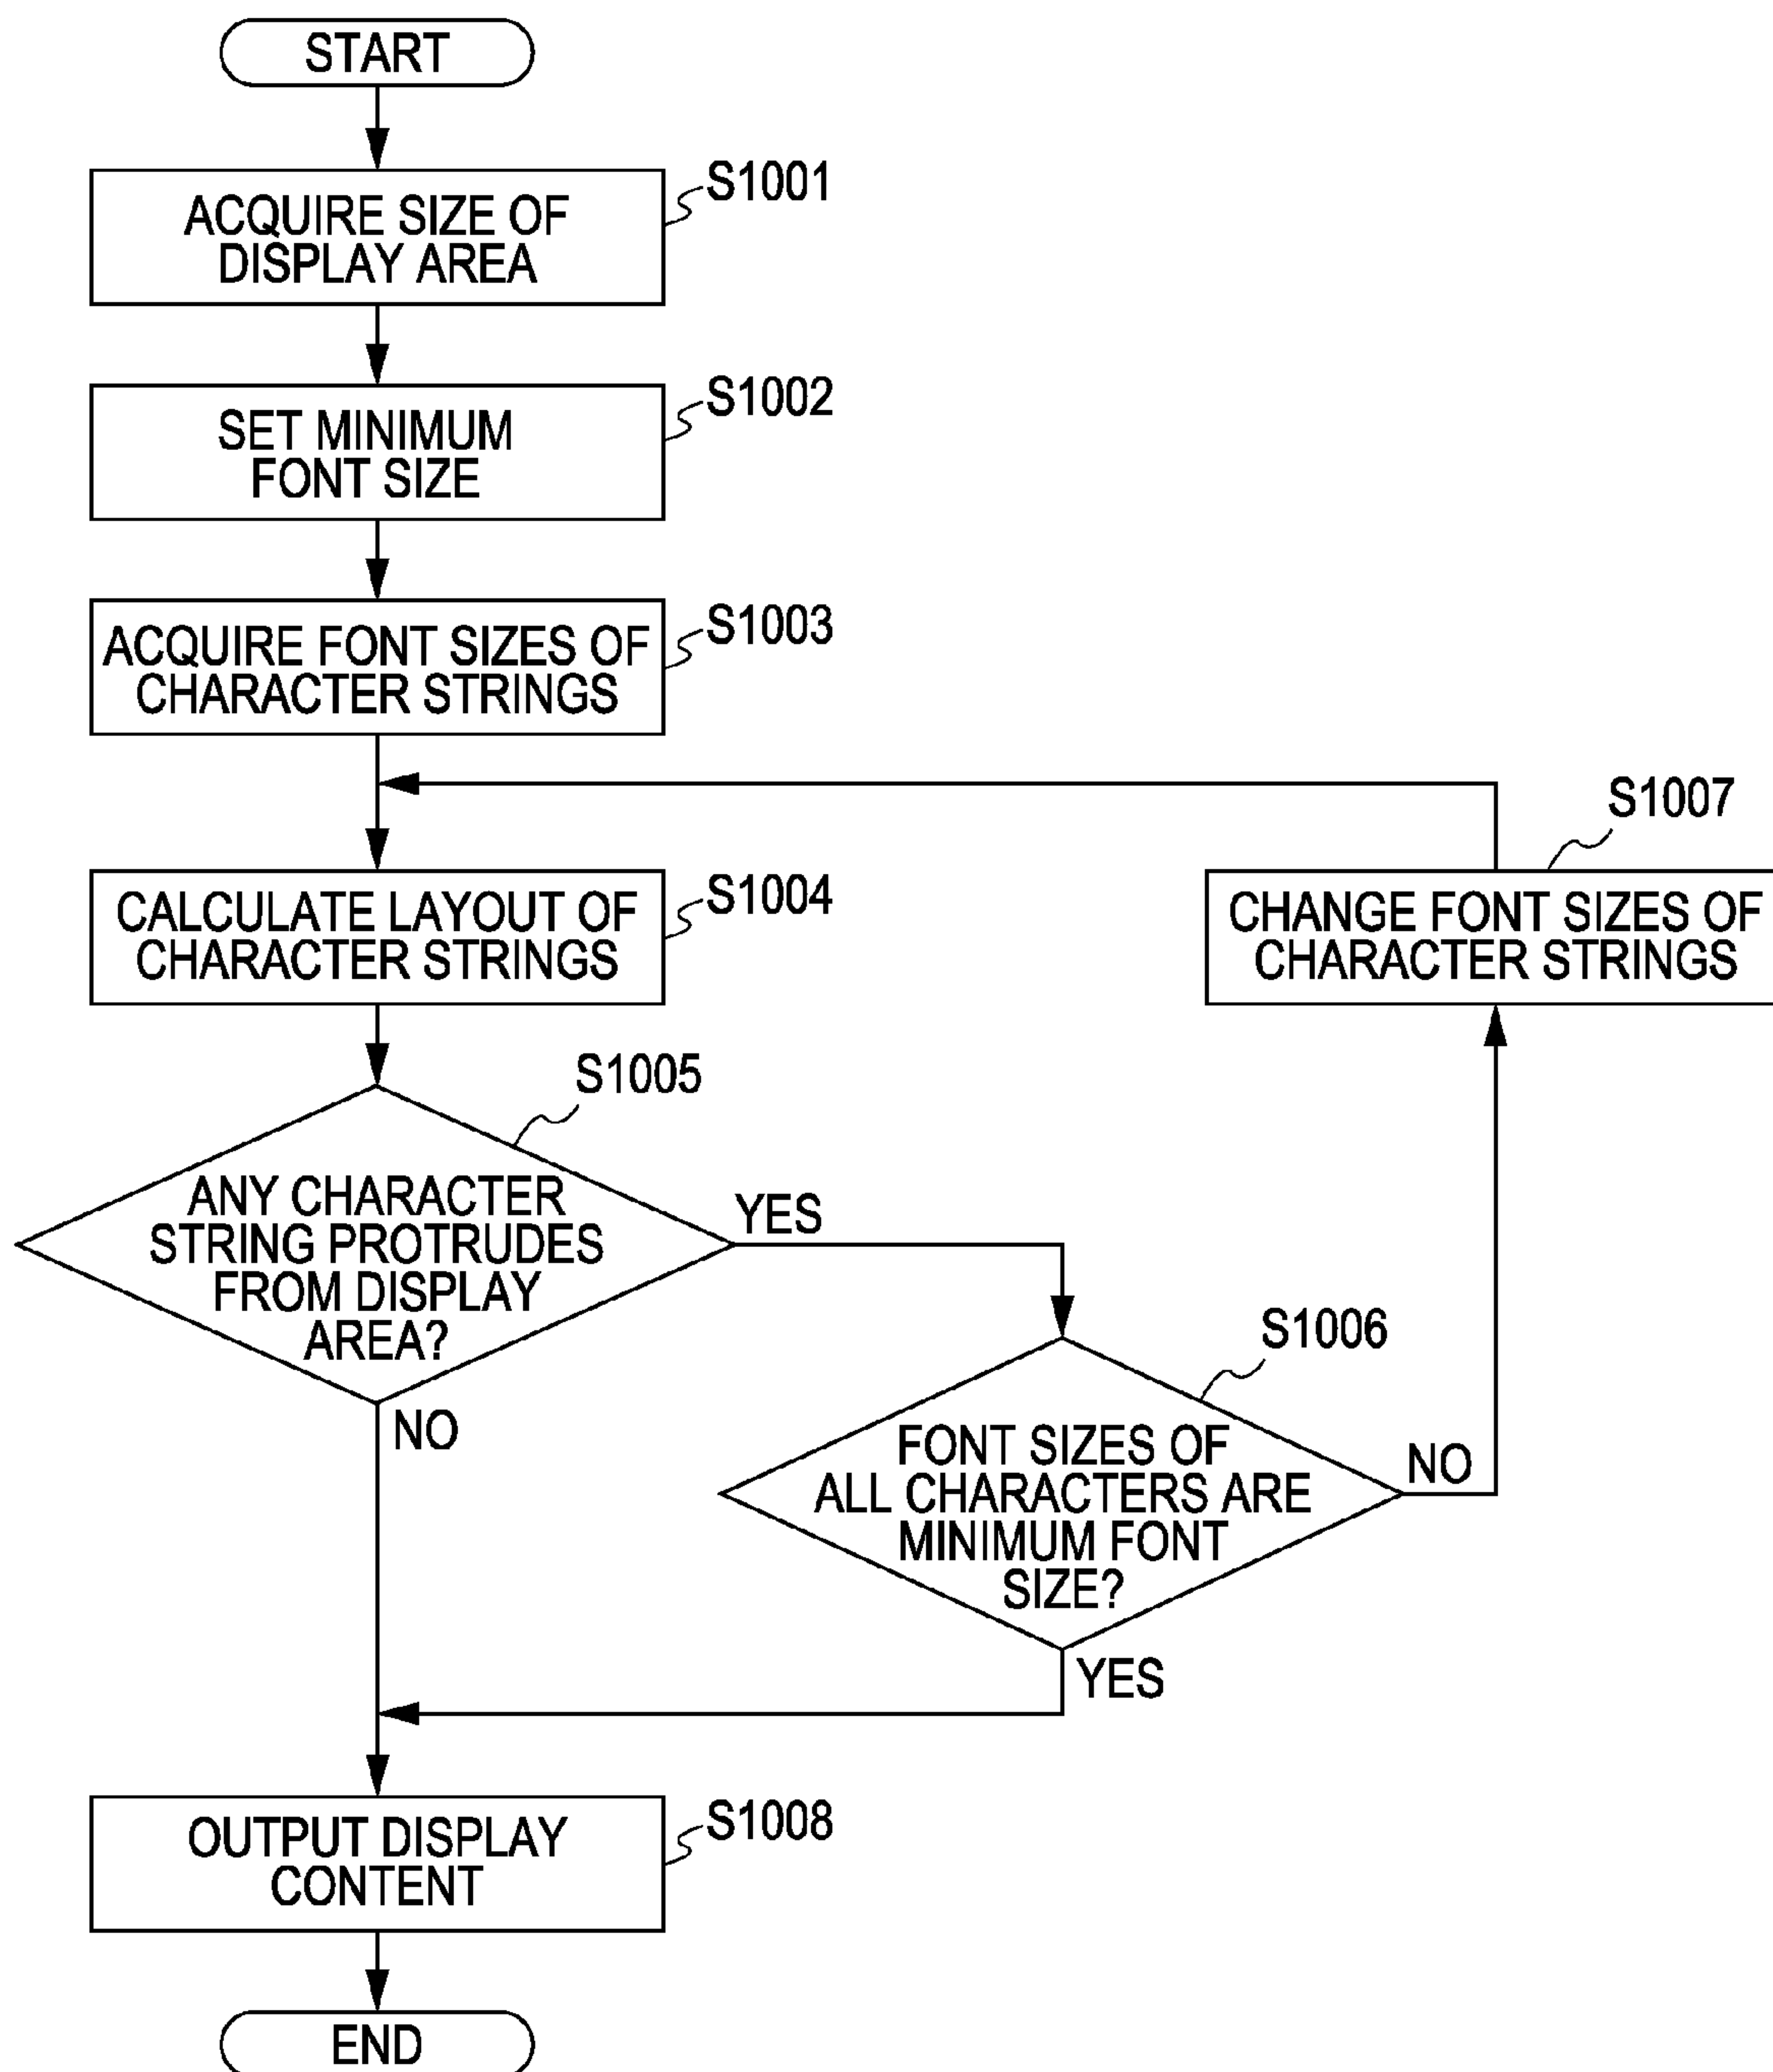 START
S1001
ACQUIRE SIZE OF
DISPLAY AREA
S1002
SET MINIMUM
FONT SIZE
S1003
ACQUIRE FONT SIZES OF
CHARACTER STRINGS
S1004
CALCULATE LAYOUT OF
CHARACTER STRINGS
S1007
CHANGE FONT SIZES OF
CHARACTER STRINGS
S1005
ANY CHARACTER
STRING PROTRUDES
FROM DISPLAY
AREA?
YES
NO
S1006
FONT SIZES OF
ALL CHARACTERS ARE
MINIMUM FONT
SIZE?
NO
YES
S1008
OUTPUT DISPLAY
CONTENT
END